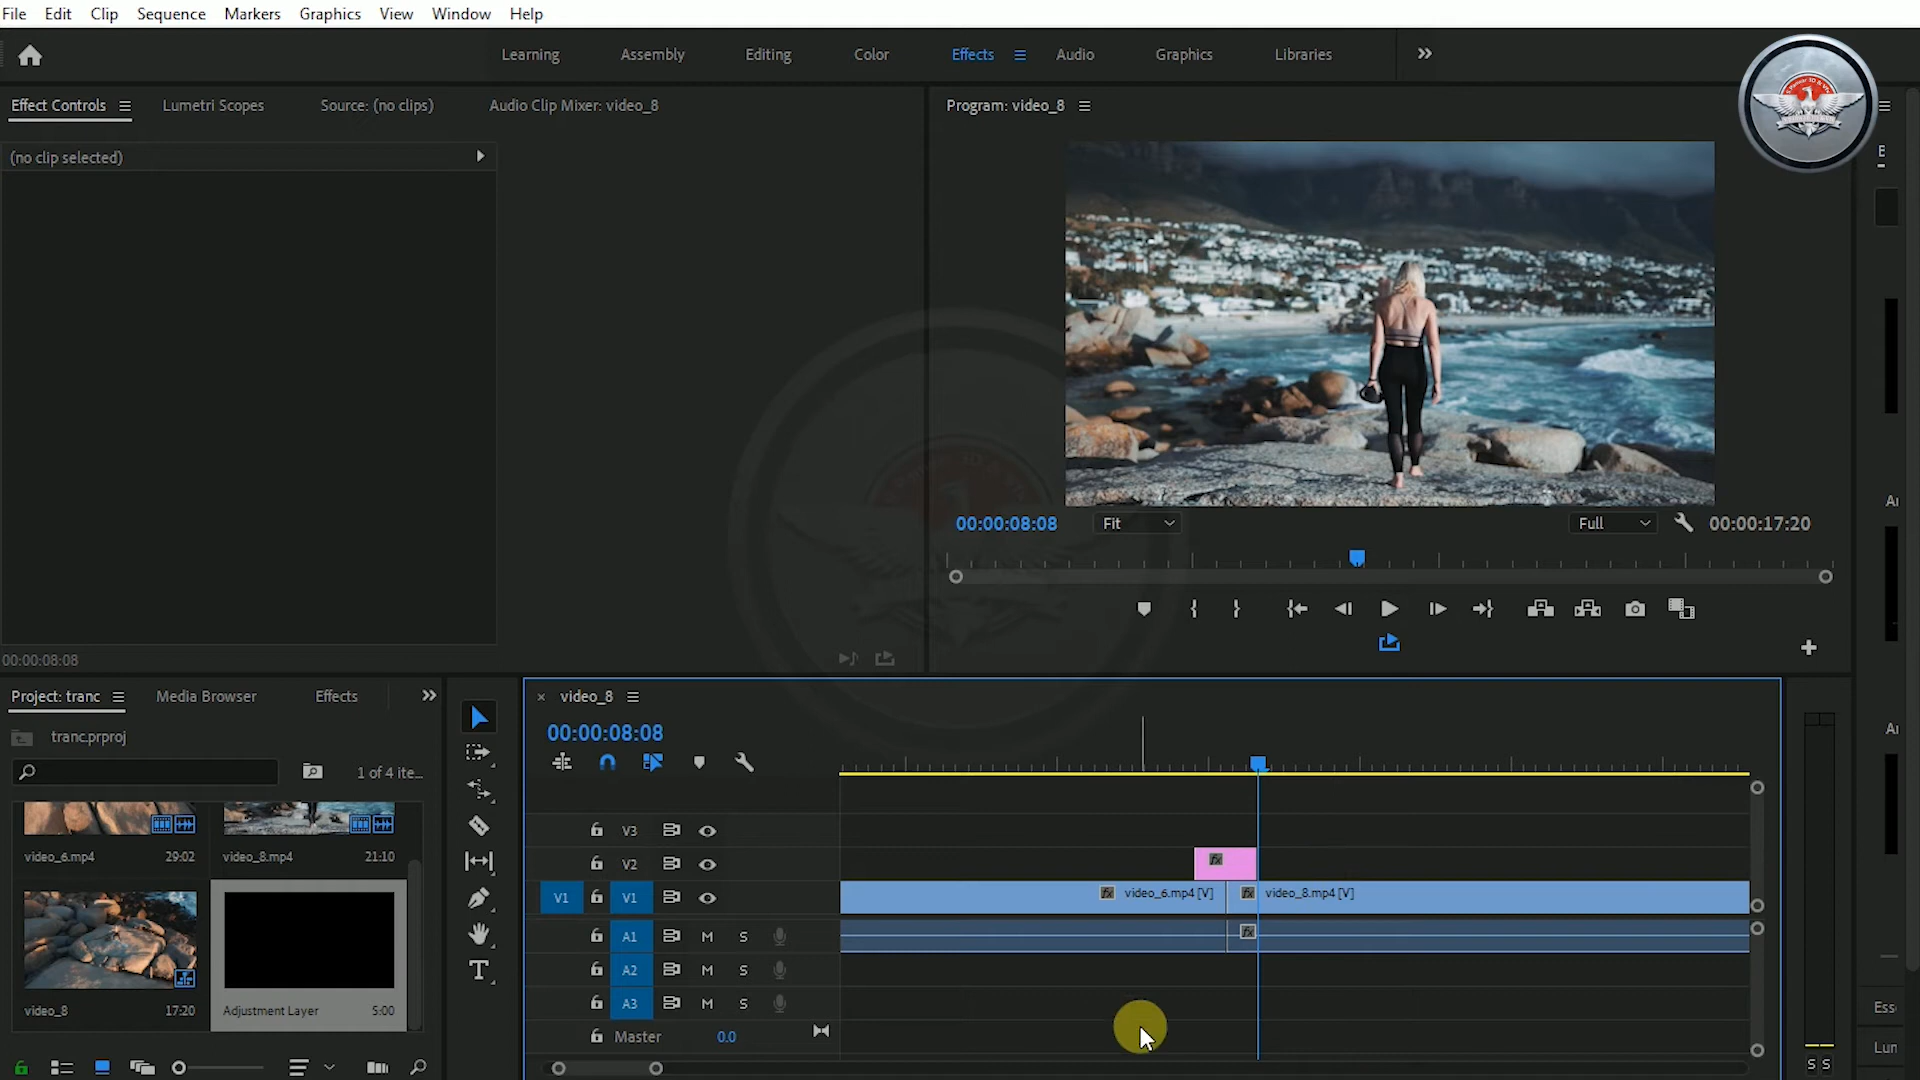 File Edit Clip Sequence Markers Graphics View Window Help
Learning Assembly Editing Color Effects Audio Graphics Libraries
Effect Controls Lumetri Scopes Source: (no clips) Audio Clip Mixer: video_8
(no clip selected)
00:00:08:08
Program: video_8
00:00:08:08 Fit Full 00:00:17:20
Project: tranc Media Browser Effects
tranc.prproj
1 of 4 ite...
video_6.mp4 29:02 video_8.mp4 21:10
video_8 17:20 Adjustment Layer 5:00
video_8
00:00:08:08
V3
V2
V1 V1 video_6.mp4 [V] video_8.mp4 [V]
A1 M S
A2 M S
A3 M S
Master 0.0
S S
Ess
Lun